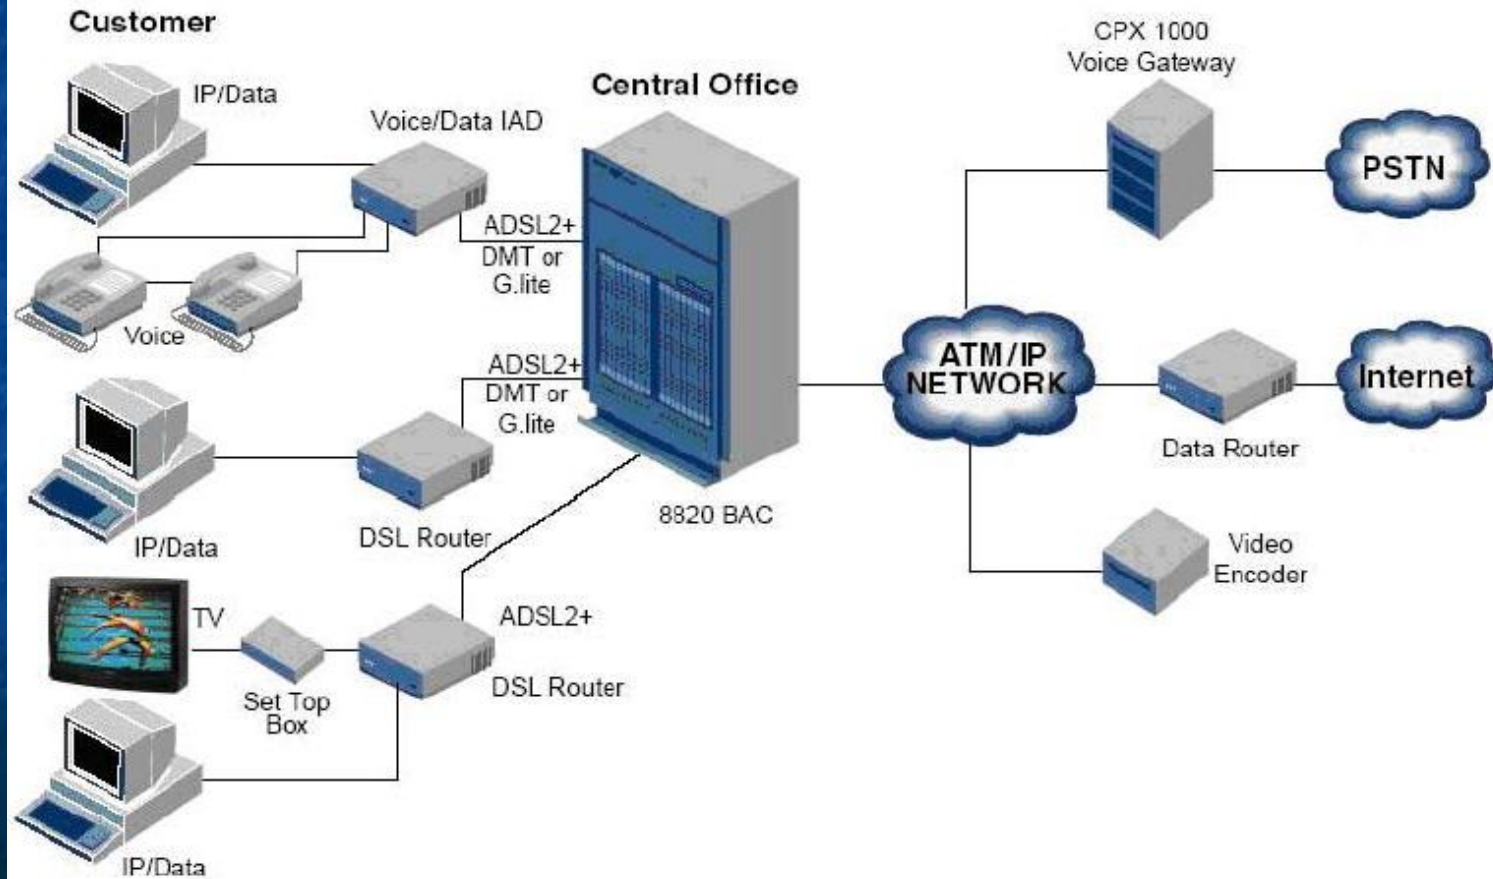 Customer
IP/Data
Voice/Data IAD
Voice
ADSL2+
DMT or
G.lite
Central Office
ADSL2+
DMT or
G.lite
IP/Data
DSL Router
8820 BAC
TV
Set Top
Box
ADSL2+
DSL Router
IP/Data
CPX 1000
Voice Gateway
PSTN
ATM/IP
NETWORK
Internet
Data Router
Video
Encoder